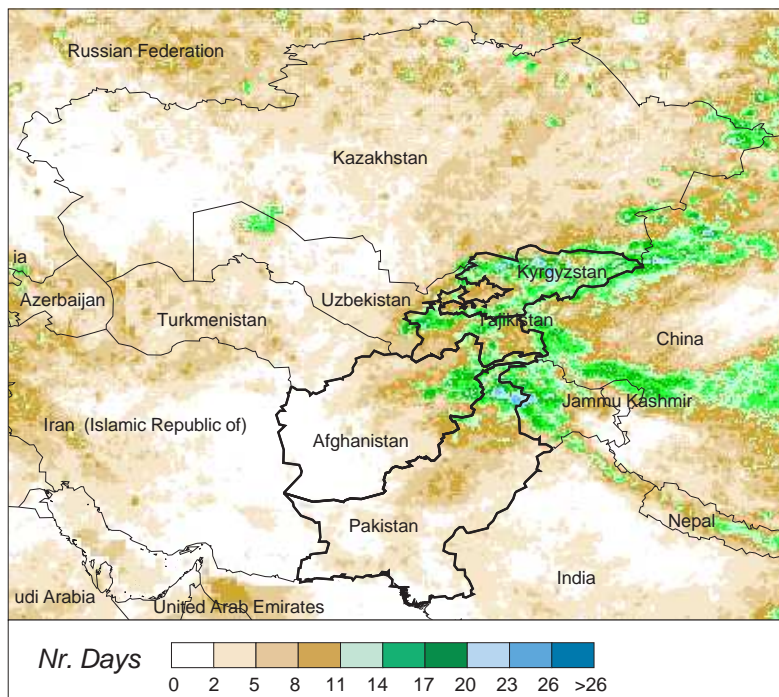 Russian Federation
Kazakhstan
ia
Azerbaijan
Turkmenistan
Uzbekistan
Kyrgyzstan
Tajikistan
China
Iran (Islamic Republic of)
Afghanistan
Jammu Kashmir
Pakistan
Nepal
India
udi Arabia
United Arab Emirates
Nr. Days
0 2 5 8 11 14 17 20 23 26 >26